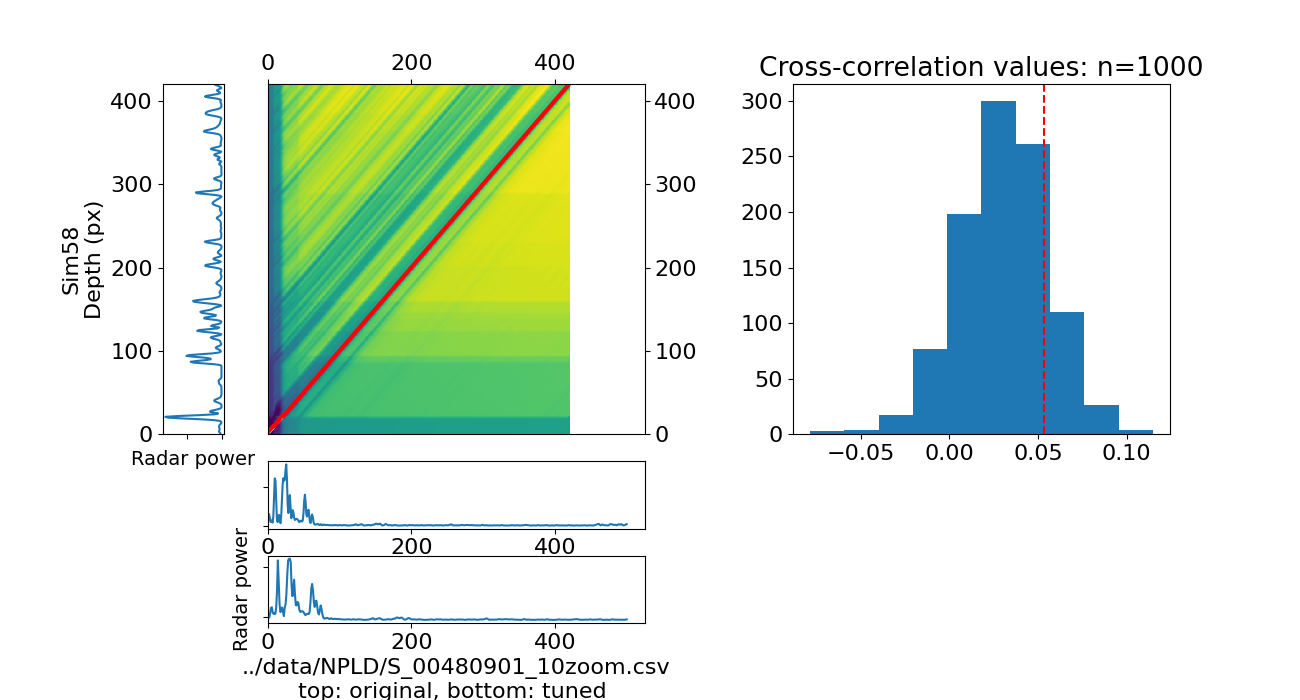 0 200 400
Cross-correlation values: n=1000
400
300
200
100
0
Sim58
Depth (px)
Radar power
400
300
200
100
0
300
250
200
150
100
50
0
−0.05 0.00 0.05 0.10
0 200 400
Radar power
0 200 400
../data/NPLD/S_00480901_10zoom.csv
top: original, bottom: tuned